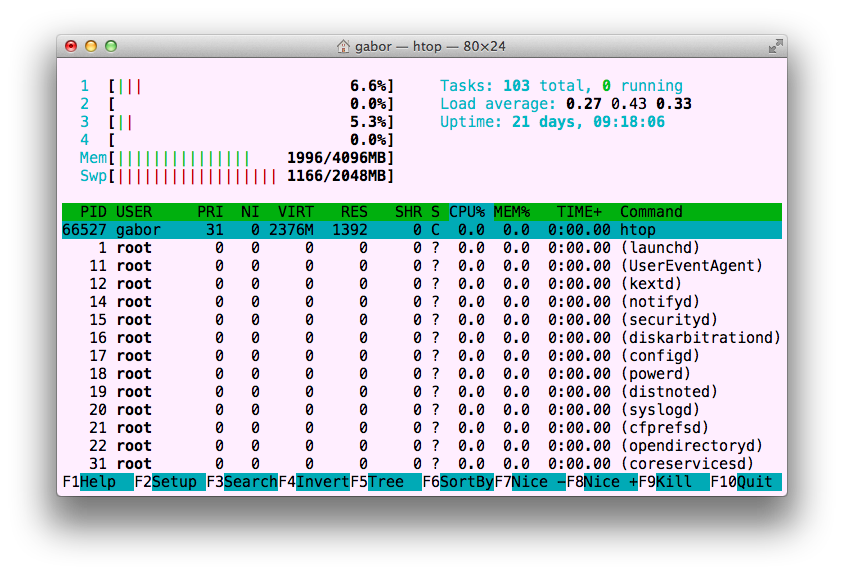 gabor — htop — 80×24
1 [||| 6.6%] Tasks: 103 total, 0 running
2 [ 0.0%] Load average: 0.27 0.43 0.33
3 [|| 5.3%] Uptime: 21 days, 09:18:06
4 [ 0.0%]
Mem[||||||||||||||| 1996/4096MB]
Swp[|||||||||||||||||| 1166/2048MB]
PID USER PRI NI VIRT RES SHR S CPU% MEM% TIME+ Command
66527 gabor 31 0 2376M 1392 0 C 0.0 0.0 0:00.00 htop
1 root 0 0 0 0 0 ? 0.0 0.0 0:00.00 (launchd)
11 root 0 0 0 0 0 ? 0.0 0.0 0:00.00 (UserEventAgent)
12 root 0 0 0 0 0 ? 0.0 0.0 0:00.00 (kextd)
14 root 0 0 0 0 0 ? 0.0 0.0 0:00.00 (notifyd)
15 root 0 0 0 0 0 ? 0.0 0.0 0:00.00 (securityd)
16 root 0 0 0 0 0 ? 0.0 0.0 0:00.00 (diskarbitrationd)
17 root 0 0 0 0 0 ? 0.0 0.0 0:00.00 (configd)
18 root 0 0 0 0 0 ? 0.0 0.0 0:00.00 (powerd)
19 root 0 0 0 0 0 ? 0.0 0.0 0:00.00 (distnoted)
20 root 0 0 0 0 0 ? 0.0 0.0 0:00.00 (syslogd)
21 root 0 0 0 0 0 ? 0.0 0.0 0:00.00 (cfprefsd)
22 root 0 0 0 0 0 ? 0.0 0.0 0:00.00 (opendirectoryd)
31 root 0 0 0 0 0 ? 0.0 0.0 0:00.00 (coreservicesd)
F1Help F2Setup F3SearchF4InvertF5Tree F6SortByF7Nice -F8Nice +F9Kill F10Quit